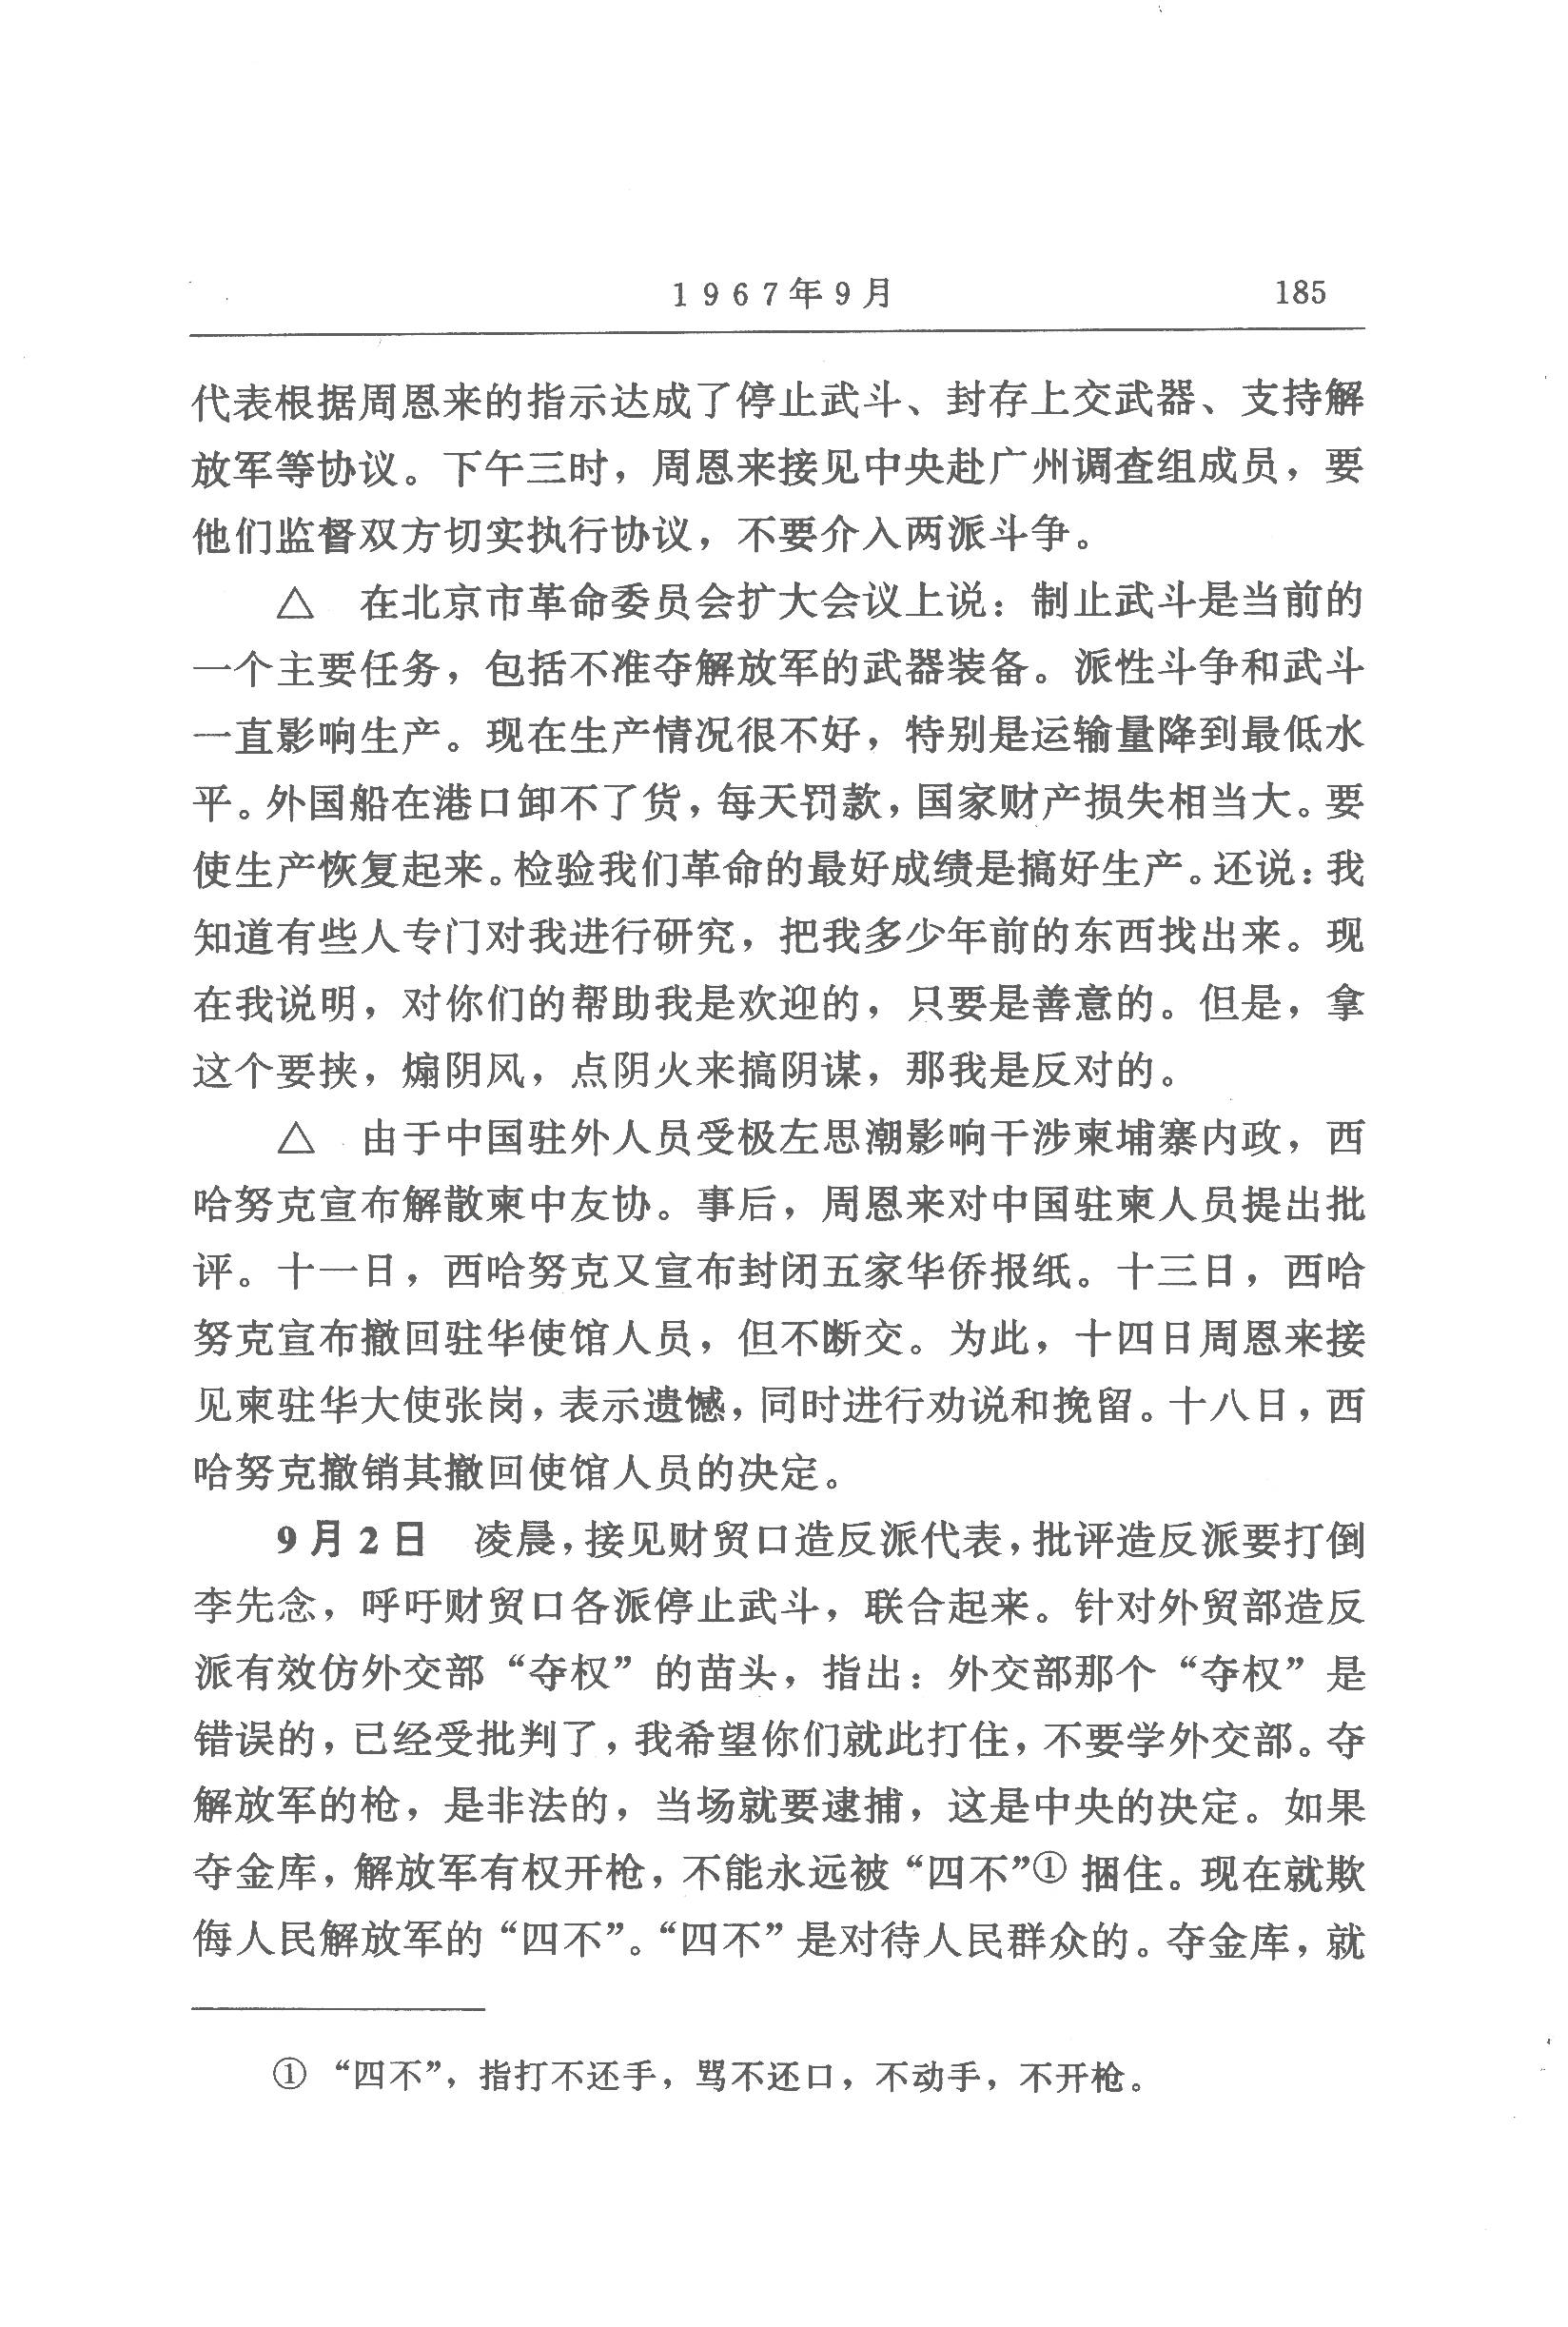 1967年9月 185
代表根据周恩来的指示达成了停止武斗、封存上交武器、支持解
放军等协议。下午三时，周恩来接见中央赴广州调查组成员，要
他们监督双方切实执行协议，不要介入两派斗争。
△ 在北京市革命委员会扩大会议上说：制止武斗是当前的
一个主要任务，包括不准夺解放军的武器装备。派性斗争和武斗
一直影响生产。现在生产情况很不好，特别是运输量降到最低水
平。外国船在港口卸不了货，每天罚款，国家财产损失相当大。要
使生产恢复起来。检验我们革命的最好成绩是搞好生产。还说：我
知道有些人专门对我进行研究，把我多少年前的东西找出来。现
在我说明，对你们的帮助我是欢迎的，只要是善意的。但是，拿
这个要挟，煽阴风，点阴火来搞阴谋，那我是反对的。
△ 由于中国驻外人员受极左思潮影响干涉柬埔寨内政，西
哈努克宣布解散柬中友协。事后，周恩来对中国驻柬人员提出批
评。十一日，西哈努克又宣布封闭五家华侨报纸。十三日，西哈
努克宣布撤回驻华使馆人员，但不断交。为此，十四日周恩来接
见柬驻华大使张岗，表示遗憾，同时进行劝说和挽留。十八日，西
哈努克撤销其撤回使馆人员的决定。
9月2日 凌晨，接见财贸口造反派代表，批评造反派要打倒
李先念，呼吁财贸口各派停止武斗，联合起来。针对外贸部造反
派有效仿外交部“夺权”的苗头，指出：外交部那个“夺权”是
错误的，已经受批判了，我希望你们就此打住，不要学外交部。夺
解放军的枪，是非法的，当场就要逮捕，这是中央的决定。如果
夺金库，解放军有权开枪，不能永远被“四不”①捆住。现在就欺
侮人民解放军的“四不”。“四不”是对待人民群众的。夺金库，就
① “四不”，指打不还手，骂不还口，不动手，不开枪。